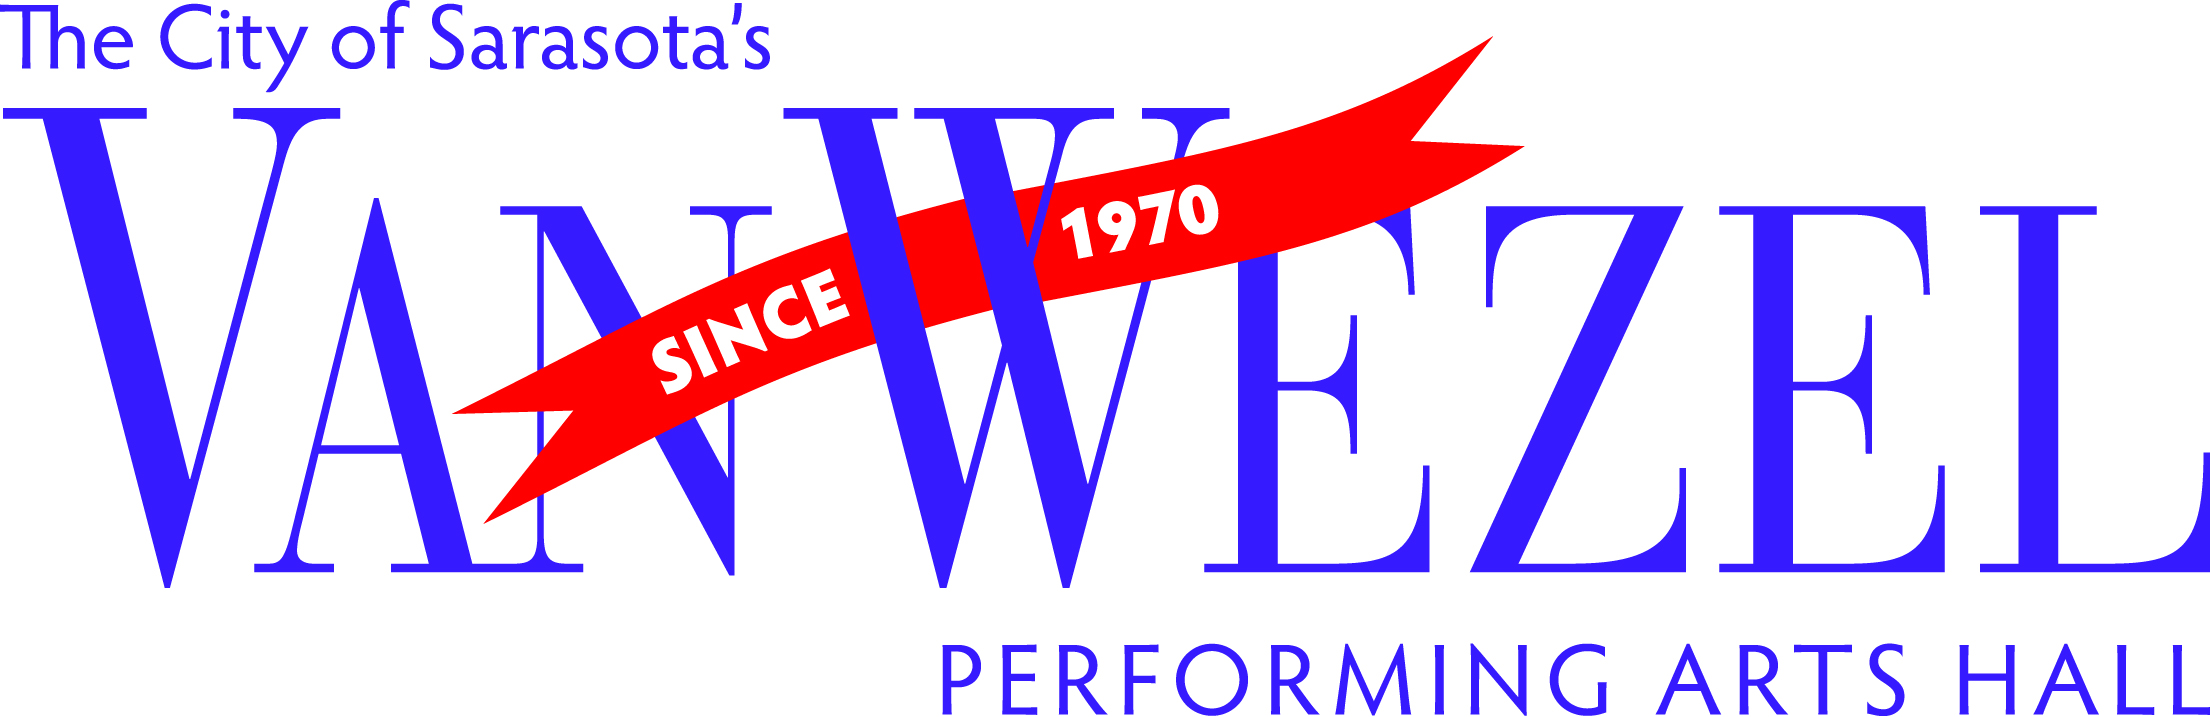 The City of Sarasota's
VAN WEZEL
SINCE 1970
PERFORMING ARTS HALL